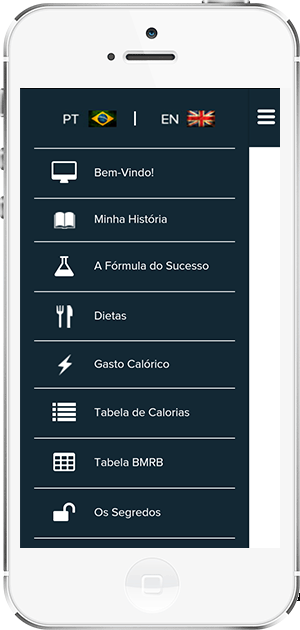 PT | EN
Bem-Vindo!
Minha História
A Fórmula do Sucesso
Dietas
Gasto Calórico
Tabela de Calorias
Tabela BMRB
Os Segredos